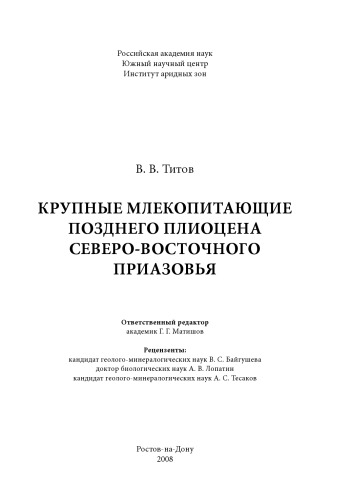 Российская академия наук
Южный научный центр
Институт аридных зон
В. В. Титов
КРУПНЫЕ МЛЕКОПИТАЮЩИЕ
ПОЗДНЕГО ПЛИОЦЕНА
СЕВЕРО-ВОСТОЧНОГО
ПРИАЗОВЬЯ
Ответственный редактор
академик Г. Г. Матишов
Рецензенты:
кандидат геолого-минералогических наук В. С. Байгушева
доктор биологических наук А. В. Лопатин
кандидат геолого-минералогических наук А. С. Тесаков
Ростов-на-Дону
2008